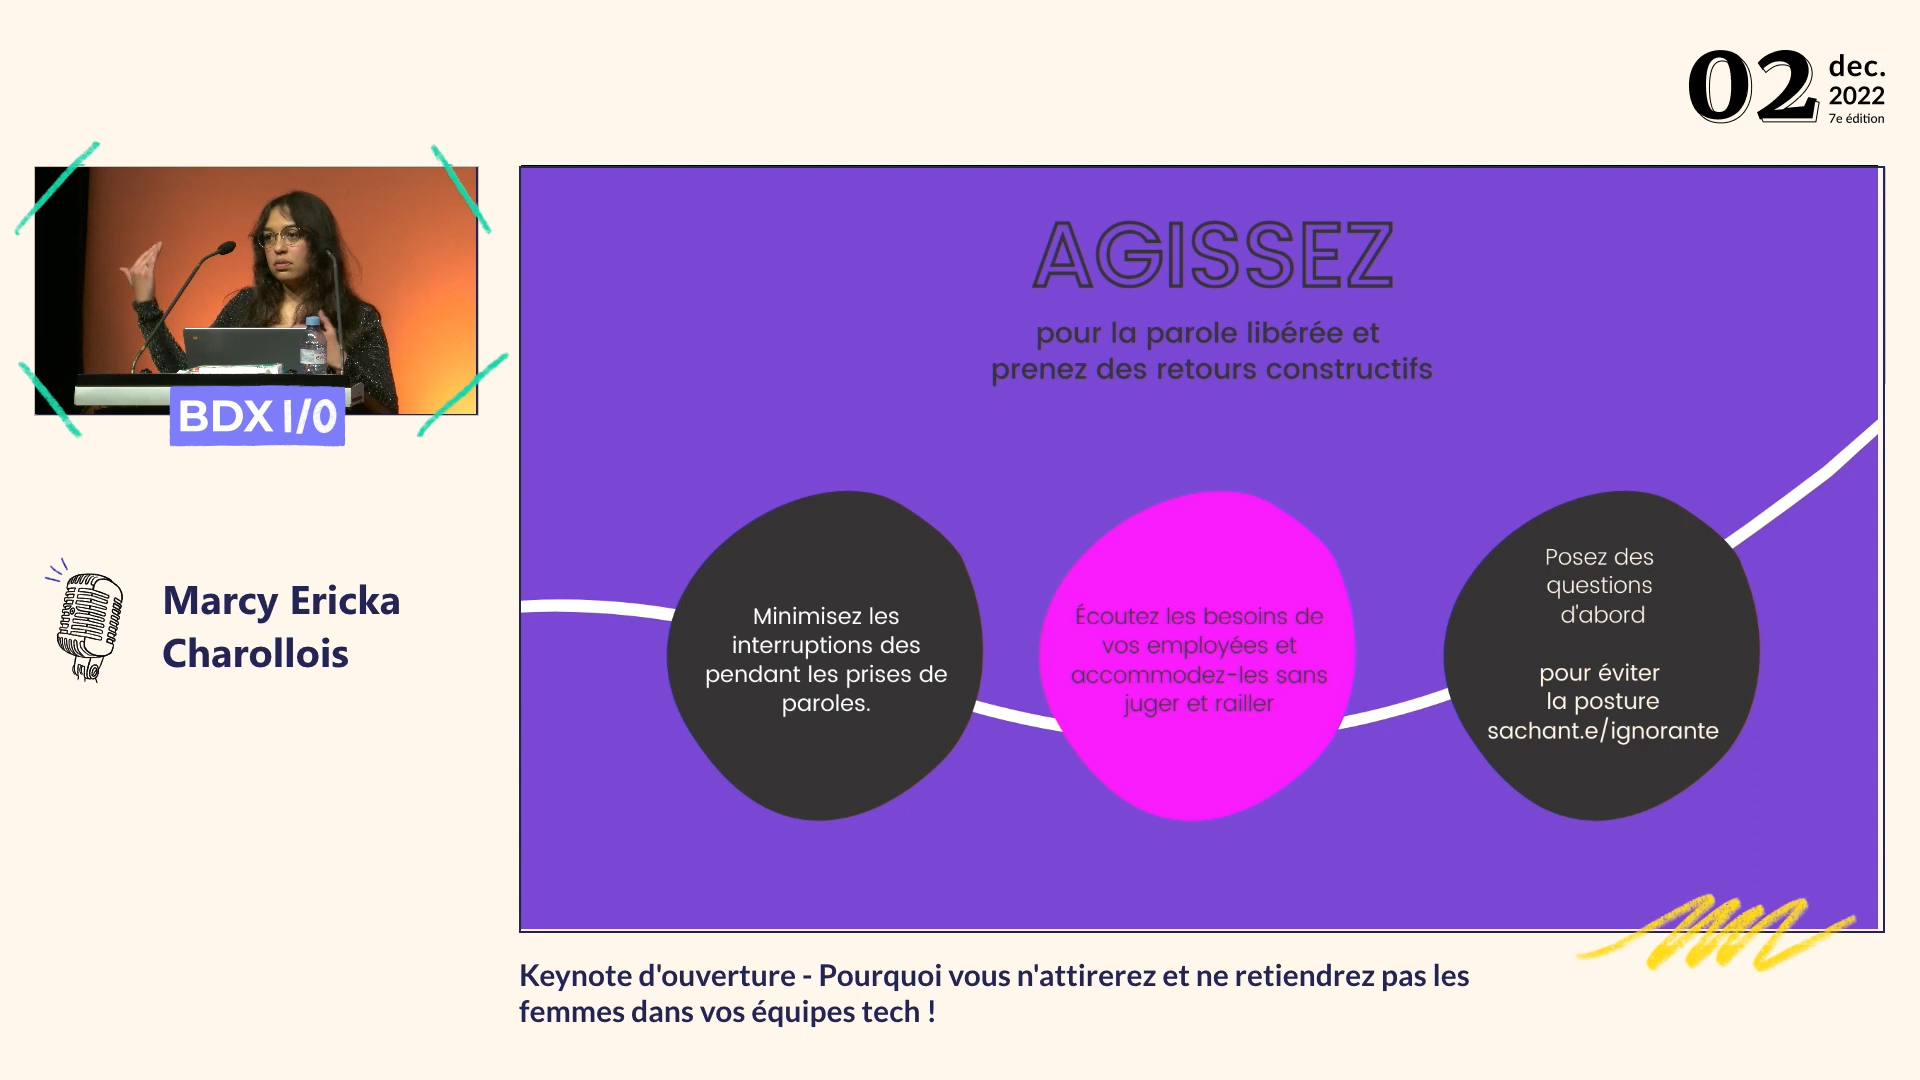 02
dec.
2022
7e édition
BDX I/O
Marcy Ericka
Charollois
AGISSEZ
pour la parole libérée et
prenez des retours constructifs
Minimisez les
interruptions des
pendant les prises de
paroles.
Écoutez les besoins de
vos employées et
accommodez-les sans
juger et railler
Posez des
questions
d'abord
pour éviter
la posture
sachant.e/ignorante
Keynote d'ouverture - Pourquoi vous n'attirerez et ne retiendrez pas les
femmes dans vos équipes tech !